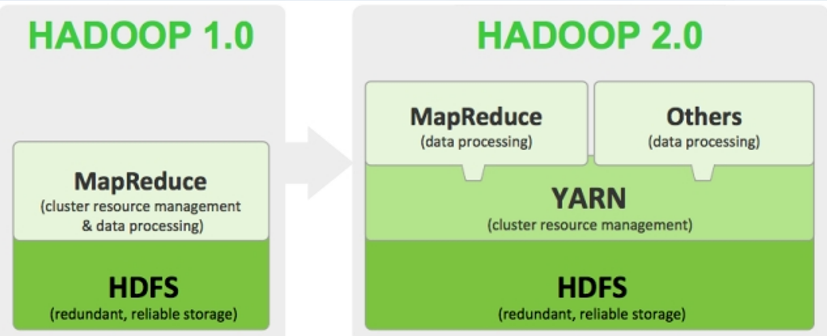 HADOOP 1.0
MapReduce
(cluster resource management
& data processing)
HDFS
(redundant, reliable storage)
HADOOP 2.0
MapReduce
(data processing)
Others
(data processing)
YARN
(cluster resource management)
HDFS
(redundant, reliable storage)